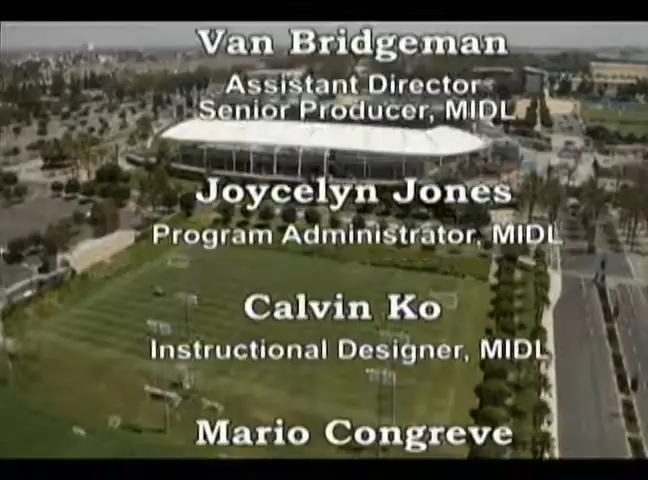 Van Bridgeman
Assistant Director
Senior Producer, MIDL
Joycelyn Jones
Program Administrator, MIDL
Calvin Ko
Instructional Designer, MIDL
Mario Congreve